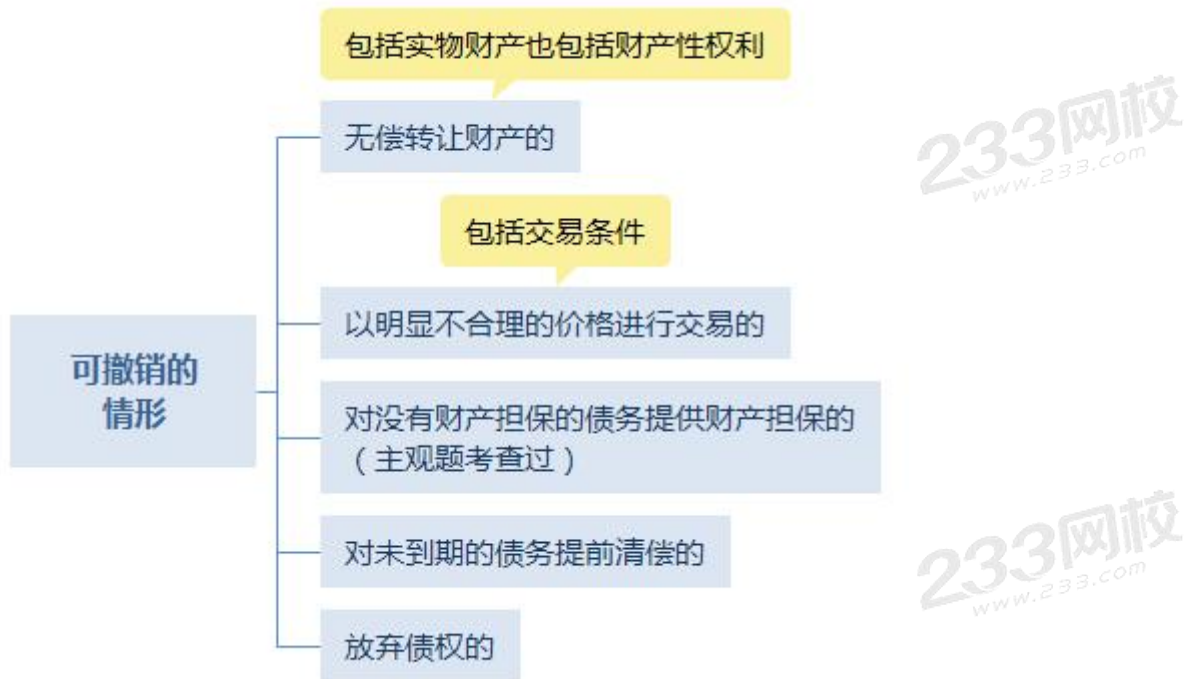 包括实物财产也包括财产性权利
无偿转让财产的
包括交易条件
以明显不合理的价格进行交易的
可撤销的
情形
对没有财产担保的债务提供财产担保的
（主观题考查过）
对未到期的债务提前清偿的
放弃债权的
233网校
www.233.com
233网校
www.233.com